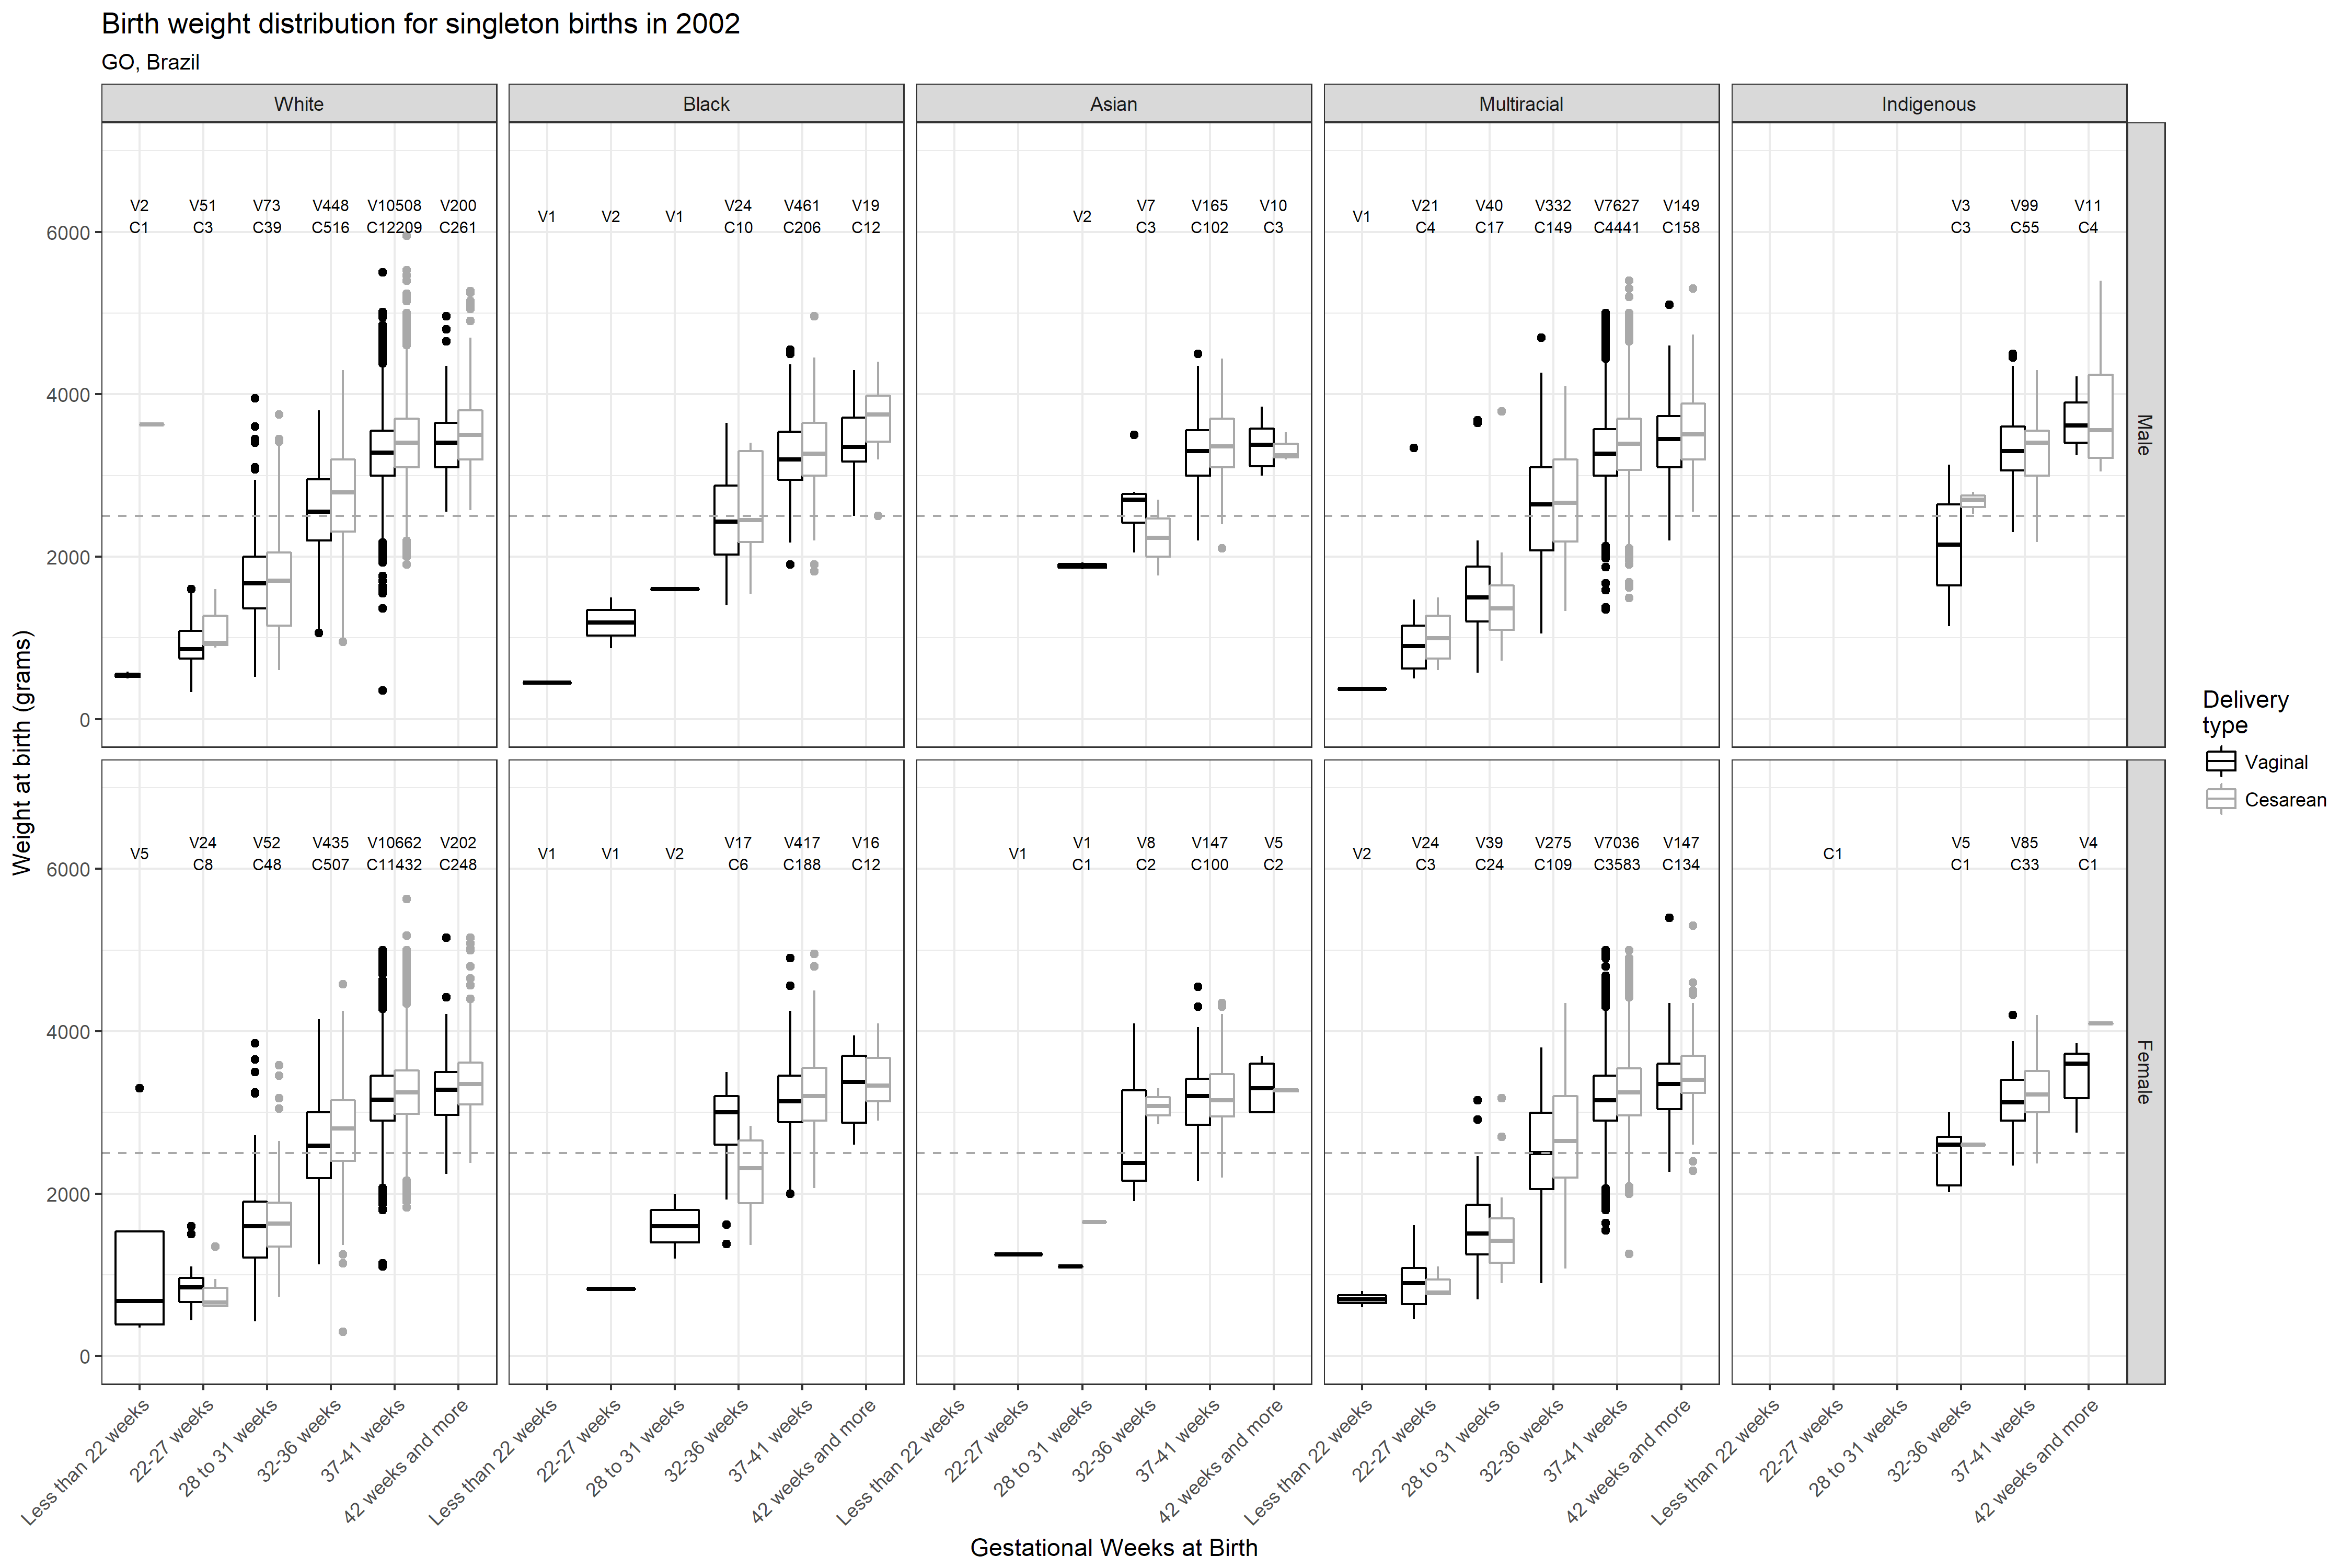 Birth weight distribution for singleton births in 2002
GO, Brazil
White Black Asian Multiracial Indigenous
V2 V51 V73 V448 V10508 V200 V1 V2 V1 V24 V461 V19 V2 V7 V165 V10 V1 V21 V40 V332 V7627 V149 V3 V99 V11
C1 C3 C39 C516 C12209 C261 C10 C206 C12 C3 C102 C3 C4 C17 C149 C4441 C158 C3 C55 C4
6000
4000
2000
0
Male
V5 V24 V52 V435 V10662 V202 V1 V1 V2 V17 V417 V16 V1 V1 V8 V147 V5 V2 V24 V39 V275 V7036 V147 V5 V85 V4
C8 C48 C507 C11432 C248 C6 C188 C12 C1 C2 C100 C2 C3 C24 C109 C3583 C134 C1 C1 C33 C1
6000
4000
2000
0
Female
Weight at birth (grams)
Less than 22 weeks
22-27 weeks
28 to 31 weeks
32-36 weeks
37-41 weeks
42 weeks and more
Less than 22 weeks
22-27 weeks
28 to 31 weeks
32-36 weeks
37-41 weeks
42 weeks and more
Less than 22 weeks
22-27 weeks
28 to 31 weeks
32-36 weeks
37-41 weeks
42 weeks and more
Less than 22 weeks
22-27 weeks
28 to 31 weeks
32-36 weeks
37-41 weeks
42 weeks and more
Less than 22 weeks
22-27 weeks
28 to 31 weeks
32-36 weeks
37-41 weeks
42 weeks and more
Gestational Weeks at Birth
Delivery
type
Vaginal
Cesarean